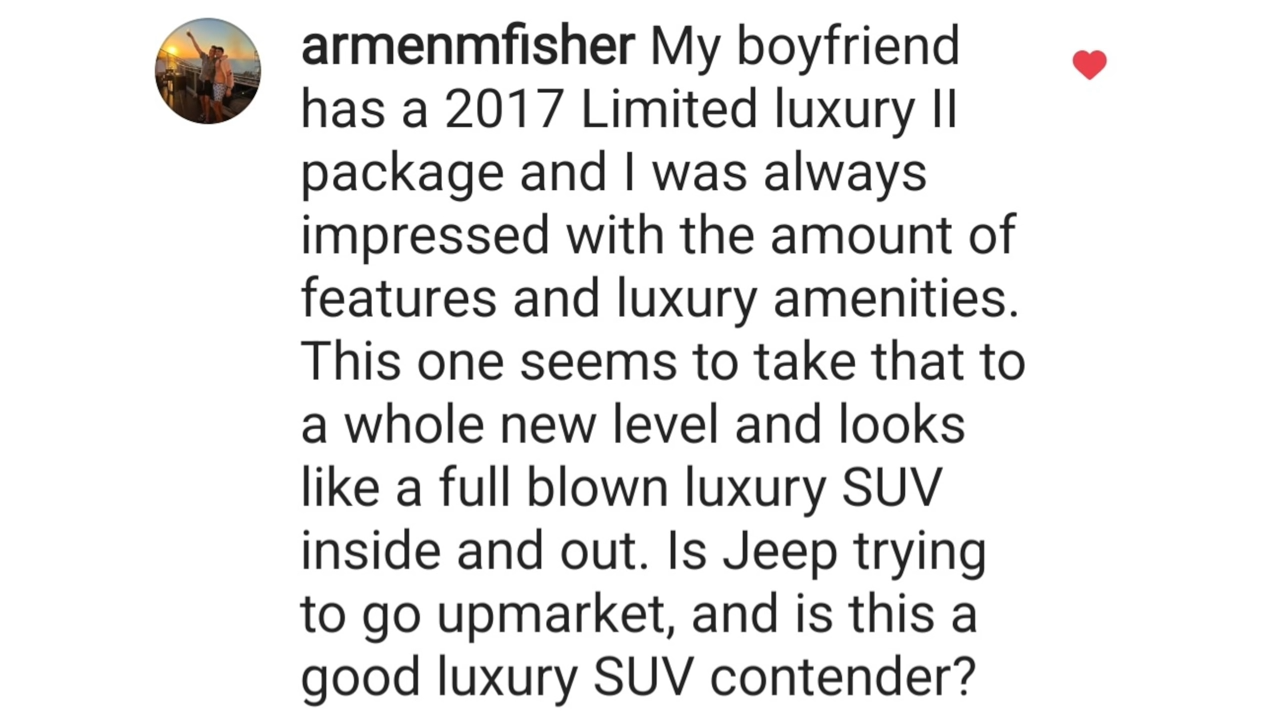 armenmfisher My boyfriend
has a 2017 Limited luxury II
package and I was always
impressed with the amount of
features and luxury amenities.
This one seems to take that to
a whole new level and looks
like a full blown luxury SUV
inside and out. Is Jeep trying
to go upmarket, and is this a
good luxury SUV contender?